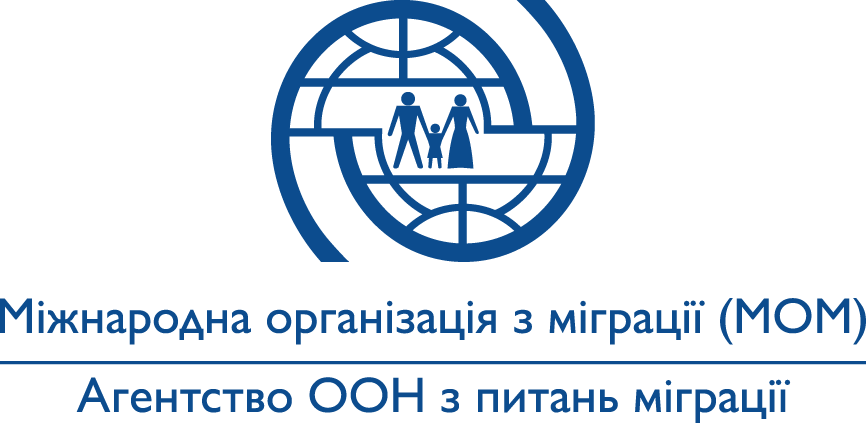 Міжнародна організація з міграції (МОМ)
Агентство ООН з питань міграції